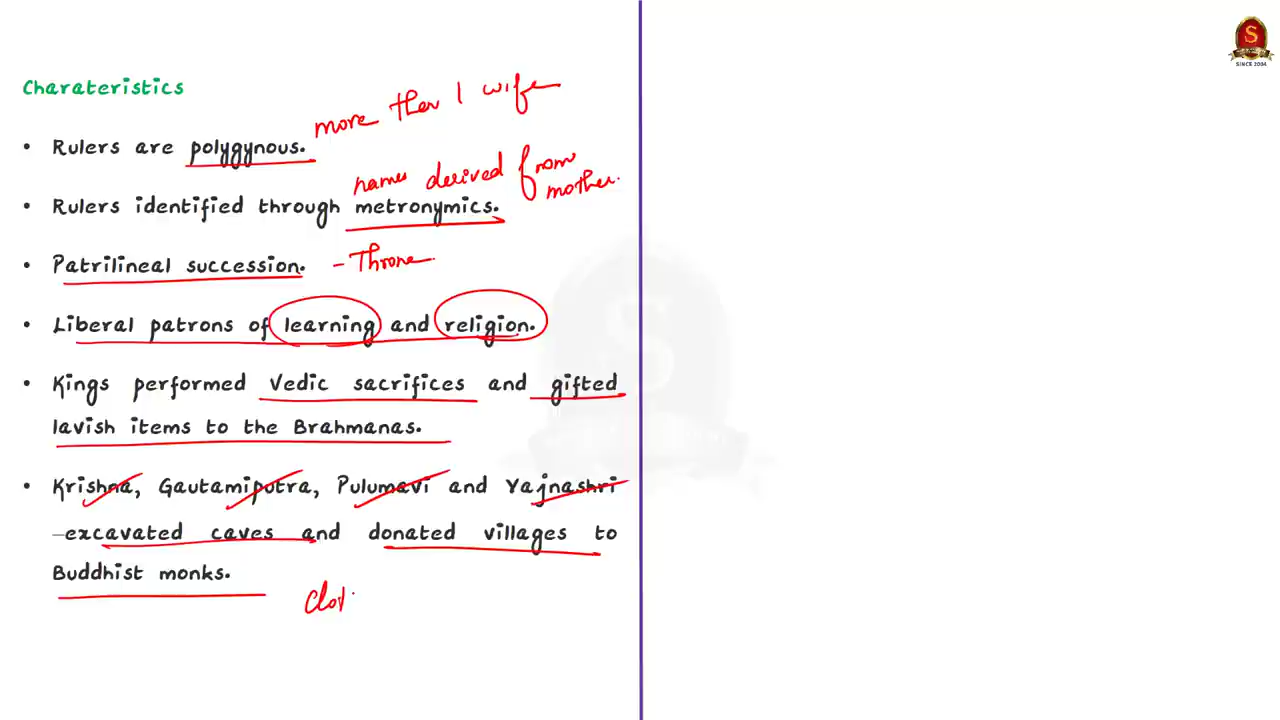 S
SINCE 2004
Charateristics
more then 1 wife
• Rulers are polygynous.
names derived from
mother.
• Rulers identified through metronymics.
• Patrilineal succession. - Throne
• Liberal patrons of learning and religion.
• Kings performed Vedic sacrifices and gifted
lavish items to the Brahmanas.
• Krishna, Gautamiputra, Pulumavi and Yajnashri
-excavated caves and donated villages to
Buddhist monks.